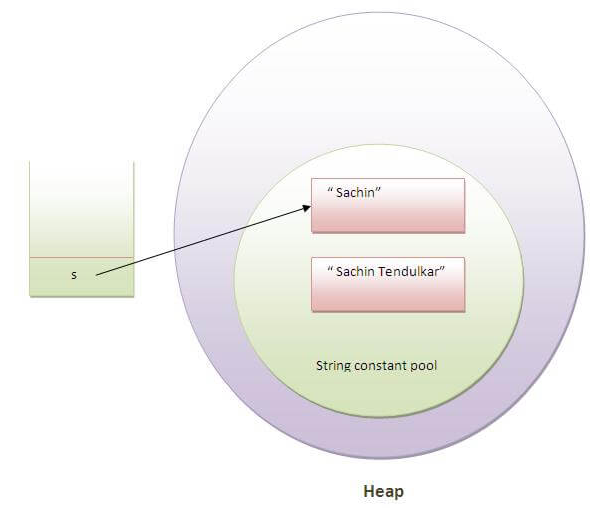 s
“ Sachin”
“ Sachin Tendulkar”
String constant pool
Heap